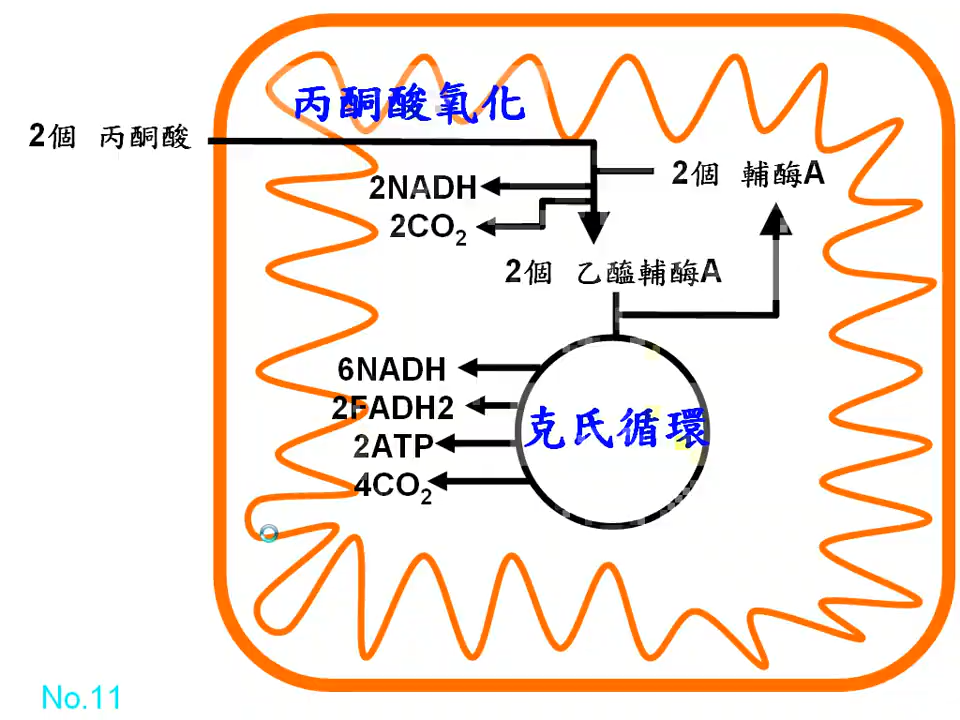 丙酮酸氧化
2個 丙酮酸
2個 輔酶A
2NADH
2CO₂
2個 乙醯輔酶A
6NADH
2FADH2
2ATP
4CO₂
克氏循環
No.11